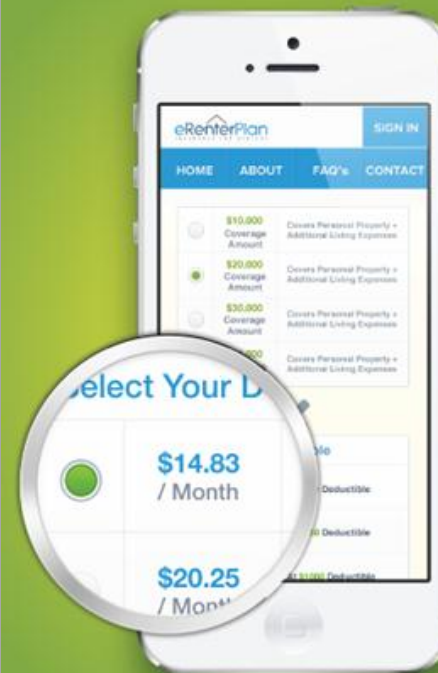 eRenterPlan
SIGN IN
HOME ABOUT FAQ's CONTACT
$10,000
Coverage
Amount
Covers Personal Property +
Additional Living Expenses
$20,000
Coverage
Amount
Covers Personal Property +
Additional Living Expenses
$30,000
Coverage
Amount
Covers Personal Property +
Additional Living Expenses
Covers Personal Property +
Additional Living Expenses
elect Your D
$14.83
/ Month
$20.25
/ Month
Deductible
Deductible
$1000 Deductible